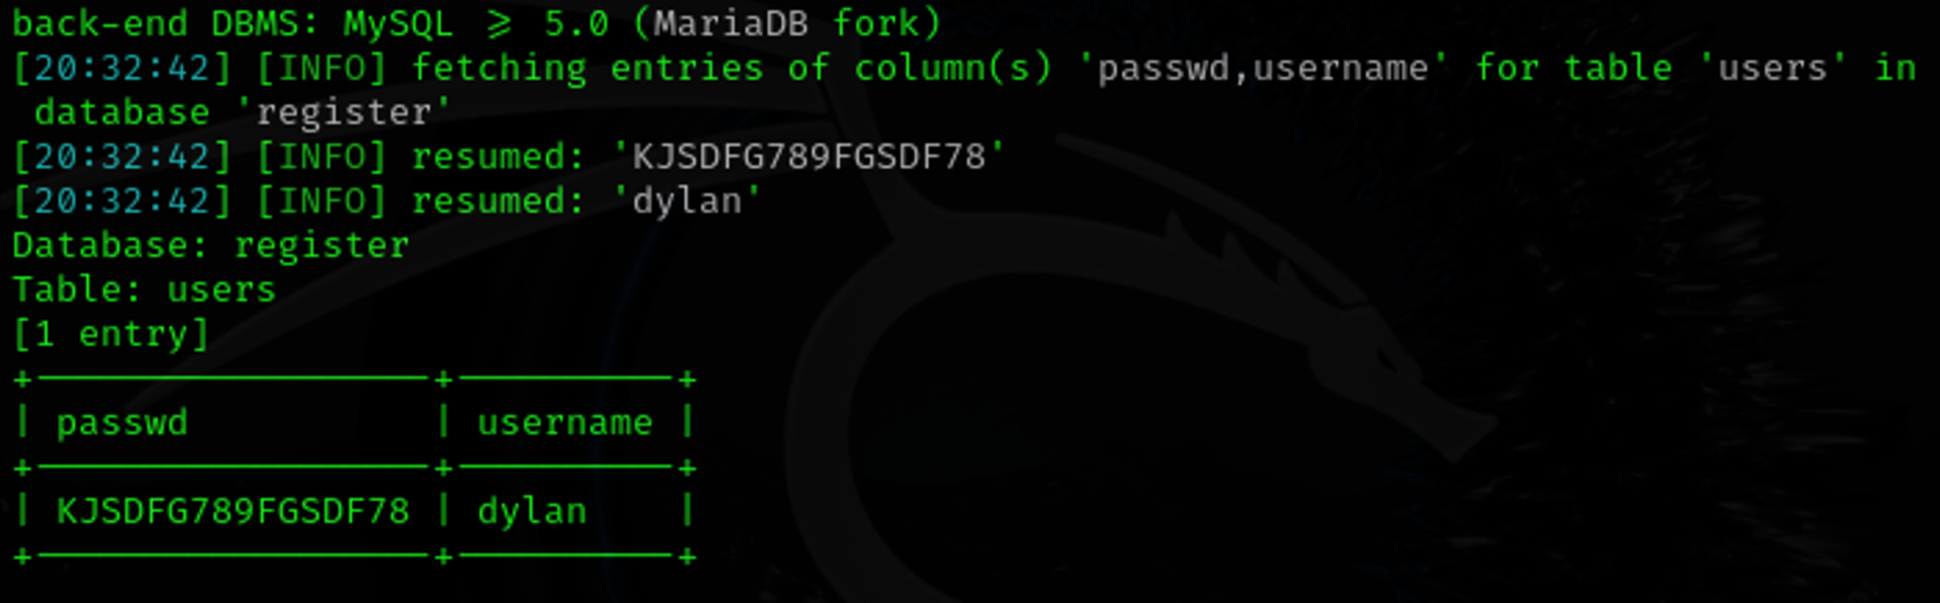 back-end DBMS: MySQL ≥ 5.0 (MariaDB fork)
[20:32:42] [INFO] fetching entries of column(s) 'passwd,username' for table 'users' in
 database 'register'
[20:32:42] [INFO] resumed: 'KJSDFG789FGSDF78'
[20:32:42] [INFO] resumed: 'dylan'
Database: register
Table: users
[1 entry]
+------------------+----------+
| passwd           | username |
+------------------+----------+
| KJSDFG789FGSDF78 | dylan    |
+------------------+----------+